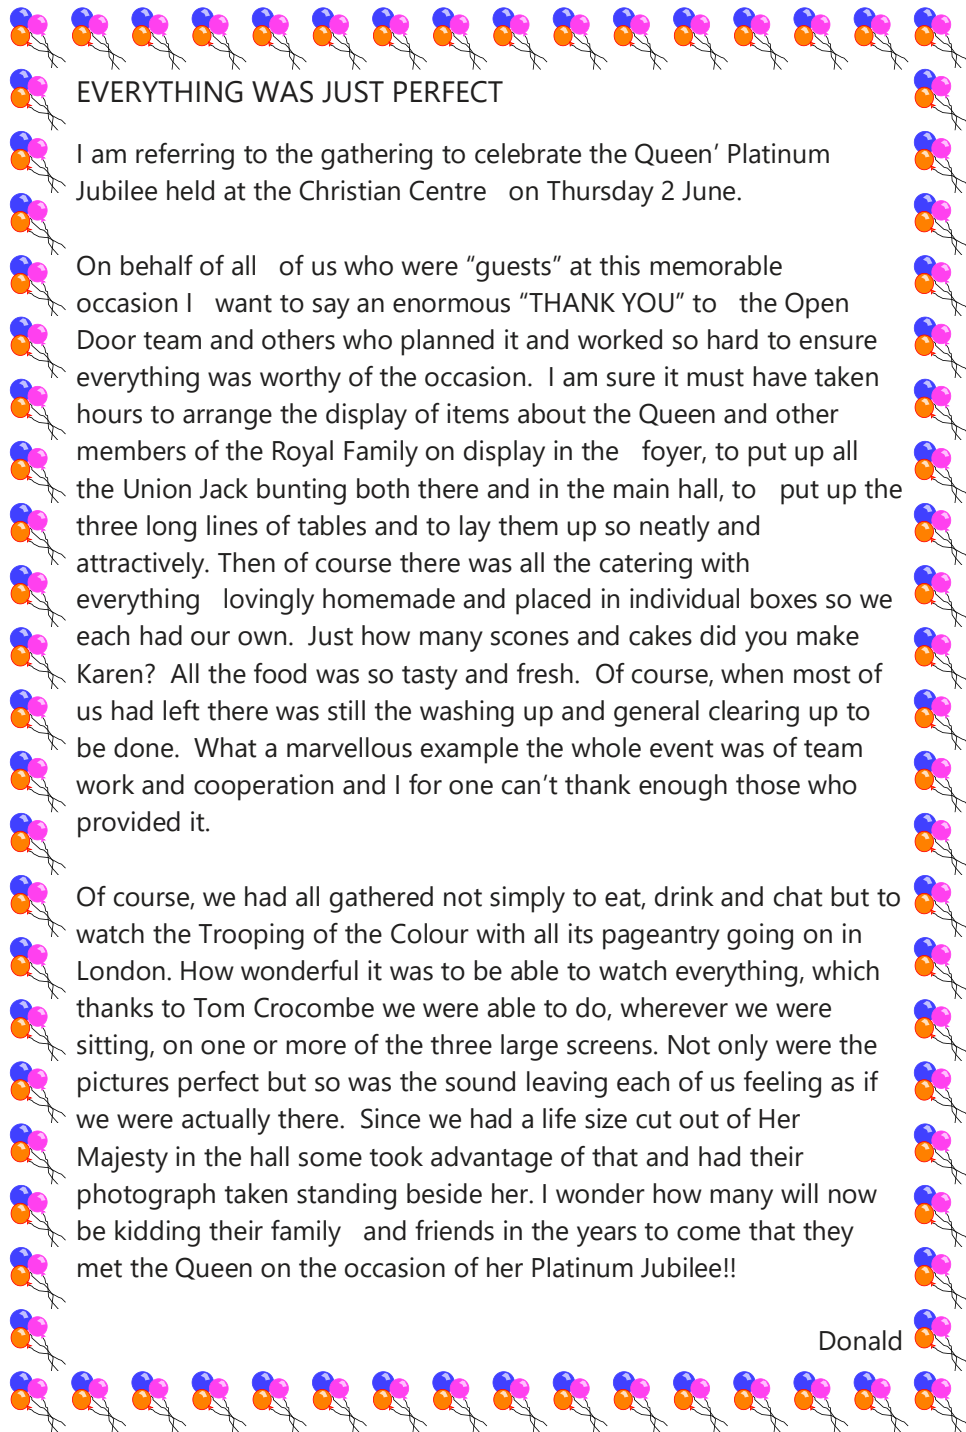 EVERYTHING WAS JUST PERFECT
I am referring to the gathering to celebrate the Queen’ Platinum
Jubilee held at the Christian Centre   on Thursday 2 June.
On behalf of all   of us who were “guests” at this memorable
occasion I   want to say an enormous “THANK YOU” to   the Open
Door team and others who planned it and worked so hard to ensure
everything was worthy of the occasion.  I am sure it must have taken
hours to arrange the display of items about the Queen and other
members of the Royal Family on display in the   foyer, to put up all
the Union Jack bunting both there and in the main hall, to   put up the
three long lines of tables and to lay them up so neatly and
attractively. Then of course there was all the catering with
everything   lovingly homemade and placed in individual boxes so we
each had our own.  Just how many scones and cakes did you make
Karen?  All the food was so tasty and fresh.  Of course, when most of
us had left there was still the washing up and general clearing up to
be done.  What a marvellous example the whole event was of team
work and cooperation and I for one can’t thank enough those who
provided it.
Of course, we had all gathered not simply to eat, drink and chat but to
watch the Trooping of the Colour with all its pageantry going on in
London. How wonderful it was to be able to watch everything, which
thanks to Tom Crocombe we were able to do, wherever we were
sitting, on one or more of the three large screens. Not only were the
pictures perfect but so was the sound leaving each of us feeling as if
we were actually there.  Since we had a life size cut out of Her
Majesty in the hall some took advantage of that and had their
photograph taken standing beside her. I wonder how many will now
be kidding their family   and friends in the years to come that they
met the Queen on the occasion of her Platinum Jubilee!!
Donald